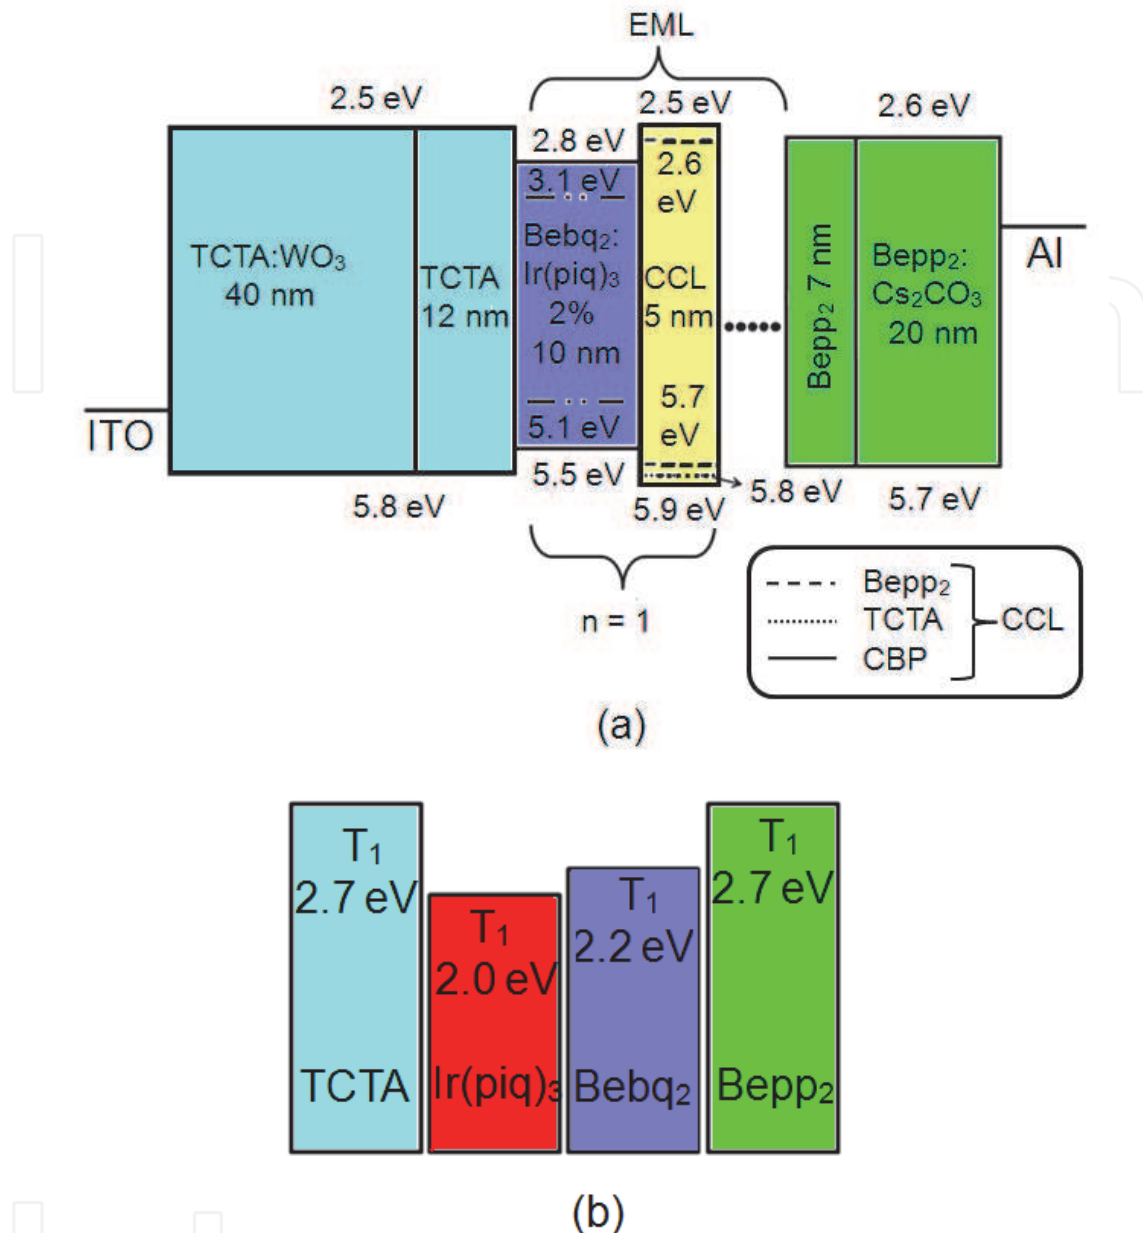 EML
2.5 eV
2.5 eV
2.6 eV
2.8 eV
3.1 eV
2.6
eV
TCTA:WO₃
40 nm
TCTA
12 nm
Bebq₂:
Ir(piq)₃
2%
10 nm
CCL
5 nm
Bepp₂ 7 nm
Bepp₂:
Cs₂CO₃
20 nm
Al
ITO
5.7
eV
5.1 eV
5.5 eV
5.8 eV
5.9 eV
5.8 eV
5.7 eV
n = 1
Bepp₂
TCTA
CBP
CCL
(a)
T₁
2.7 eV
TCTA
T₁
2.0 eV
Ir(piq)₃
T₁
2.2 eV
Bebq₂
T₁
2.7 eV
Bepp₂
(b)